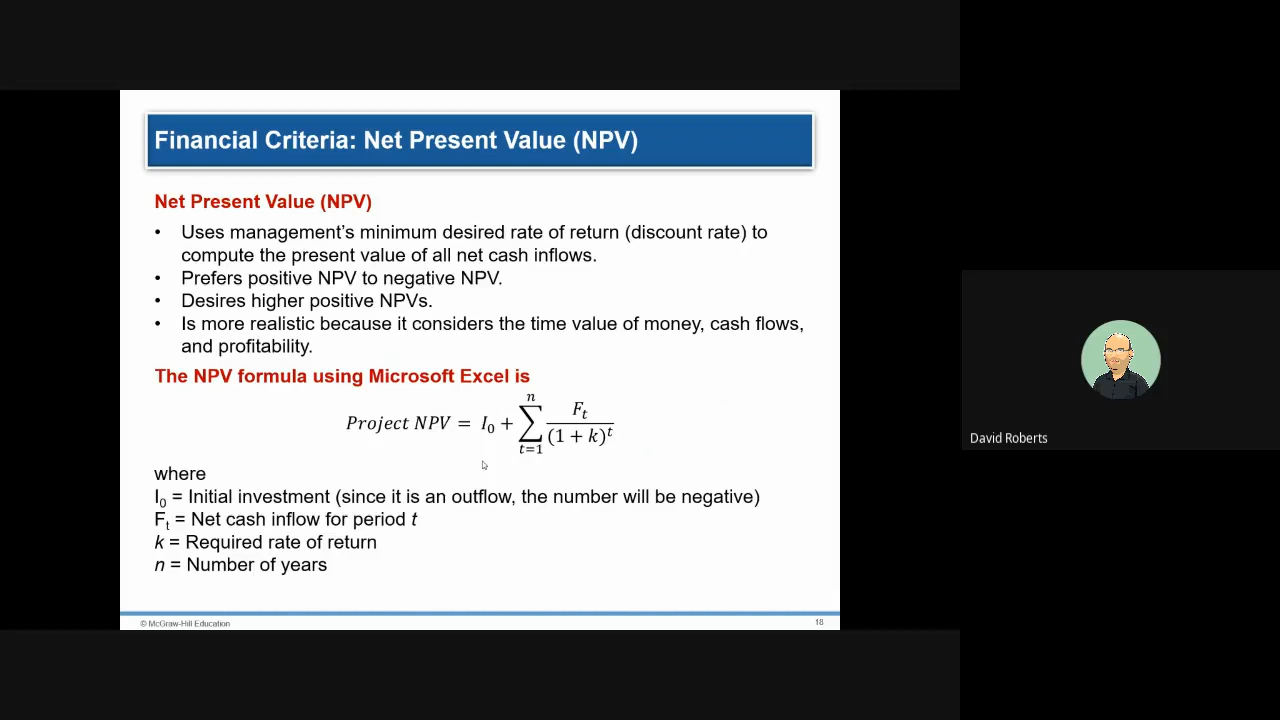 Financial Criteria: Net Present Value (NPV)
Net Present Value (NPV)
• Uses management's minimum desired rate of return (discount rate) to
compute the present value of all net cash inflows.
• Prefers positive NPV to negative NPV.
• Desires higher positive NPVs.
• Is more realistic because it considers the time value of money, cash flows,
and profitability.
The NPV formula using Microsoft Excel is
Project NPV = I₀ + ∑ₜ₌₁ⁿ Fₜ/(1 + k)ᵗ
where
I₀ = Initial investment (since it is an outflow, the number will be negative)
Fₜ = Net cash inflow for period t
k = Required rate of return
n = Number of years
© McGraw-Hill Education
18
David Roberts